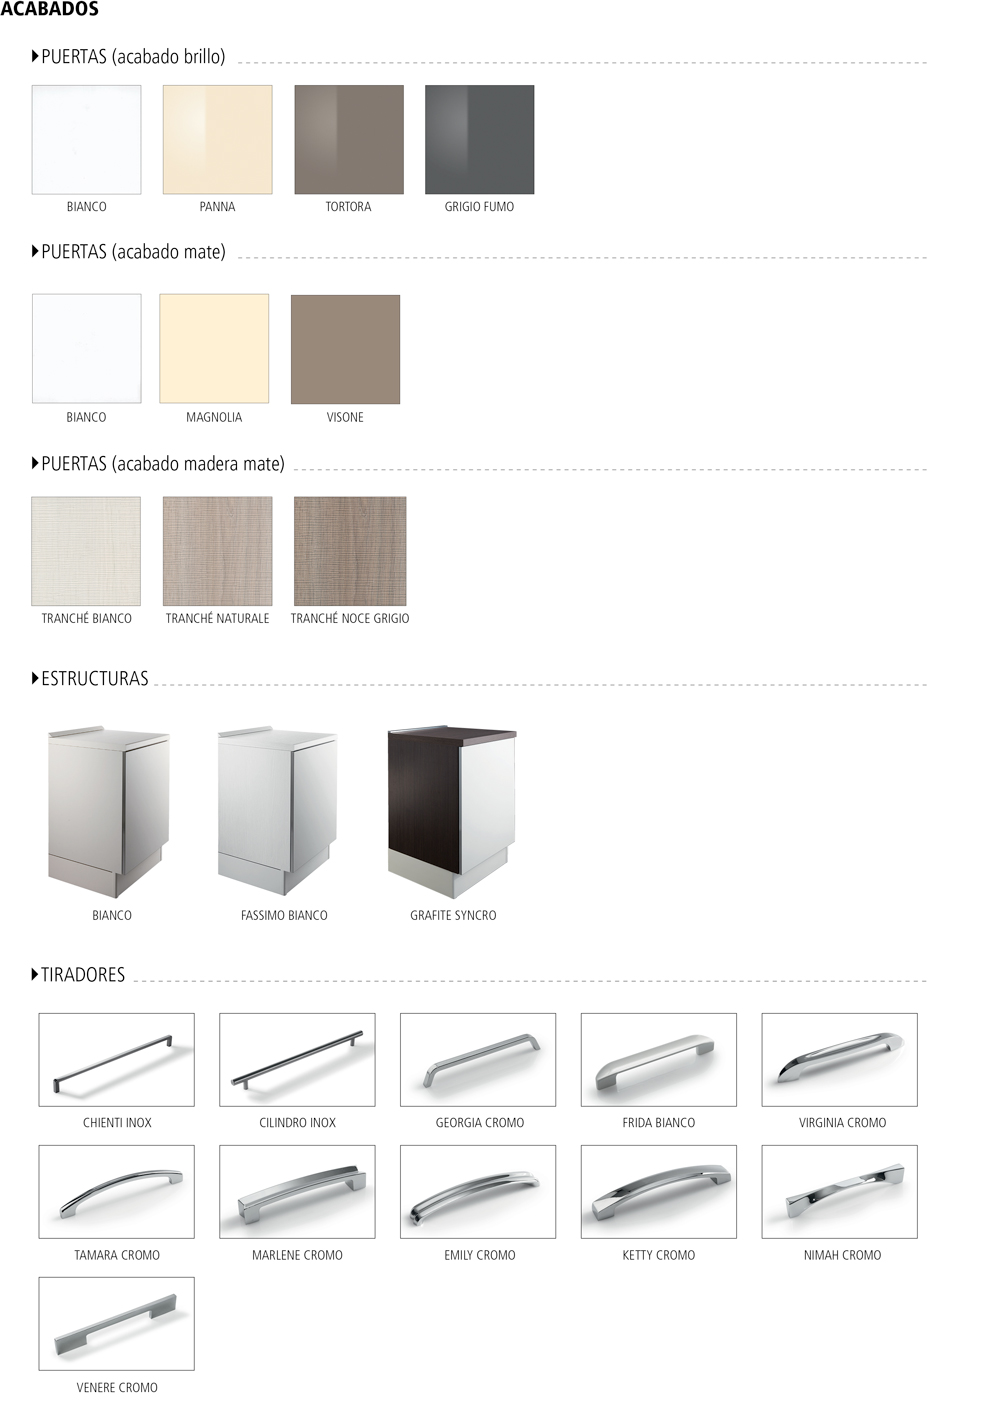 ACABADOS
PUERTAS (acabado brillo)
BIANCO
PANNA
TORTORA
GRIGIO FUMO
PUERTAS (acabado mate)
BIANCO
MAGNOLIA
VISONE
PUERTAS (acabado madera mate)
TRANCHÉ BIANCO
TRANCHÉ NATURALE
TRANCHÉ NOCE GRIGIO
ESTRUCTURAS
BIANCO
FASSIMO BIANCO
GRAFITE SYNCRO
TIRADORES
CHIENTI INOX
CILINDRO INOX
GEORGIA CROMO
FRIDA BIANCO
VIRGINIA CROMO
TAMARA CROMO
MARLENE CROMO
EMILY CROMO
KETTY CROMO
NIMAH CROMO
VENERE CROMO